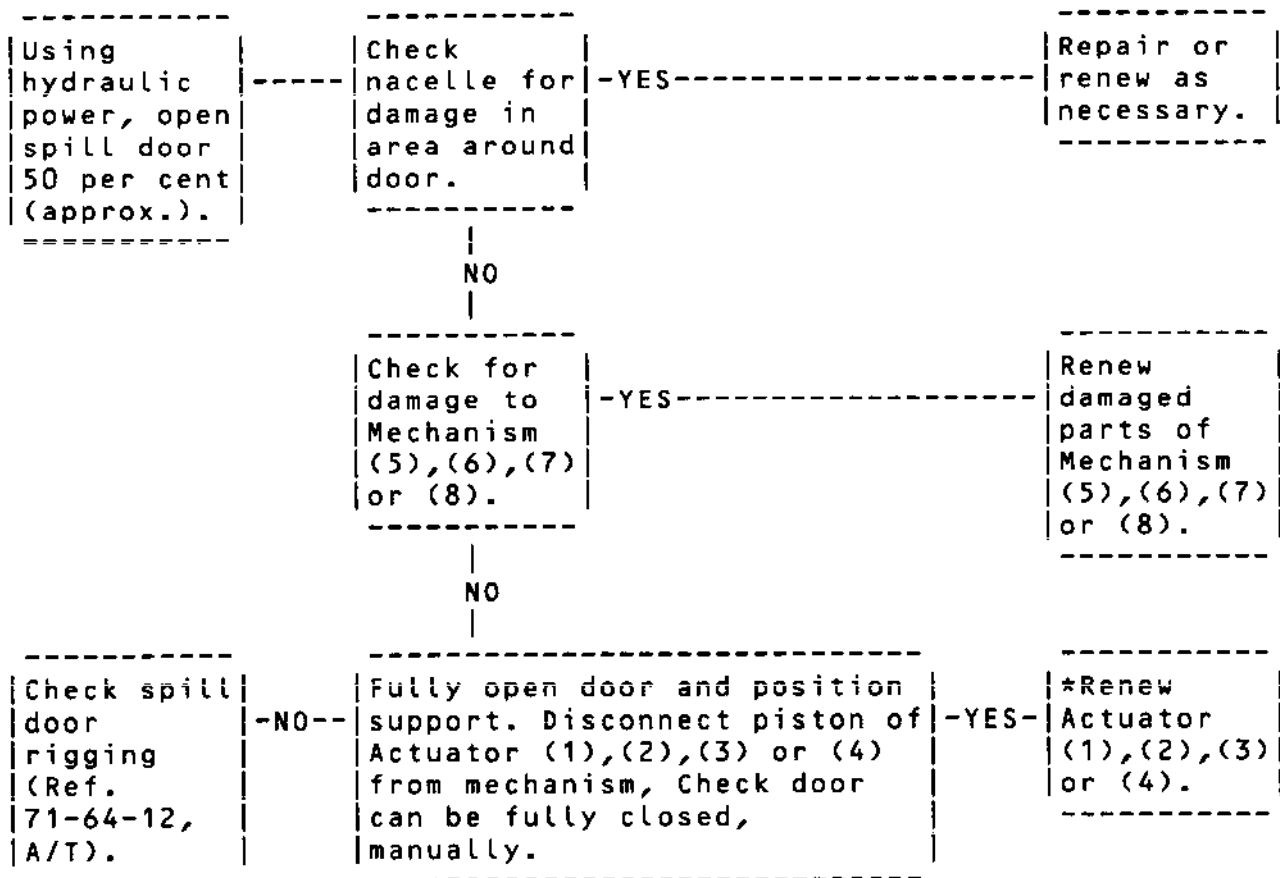 Using
hydraulic
power, open
spill door
50 per cent
(approx.).
Check
nacelle for
damage in
area around
door.
YES
Repair or
renew as
necessary.
NO
Check for
damage to
Mechanism
(5),(6),(7)
or (8).
YES
Renew
damaged
parts of
Mechanism
(5),(6),(7)
or (8).
NO
Check spill
door
rigging
(Ref.
71-64-12,
A/T).
NO
Fully open door and position
support. Disconnect piston of
Actuator (1),(2),(3) or (4)
from mechanism, Check door
can be fully closed,
manually.
YES
*Renew
Actuator
(1),(2),(3)
or (4).